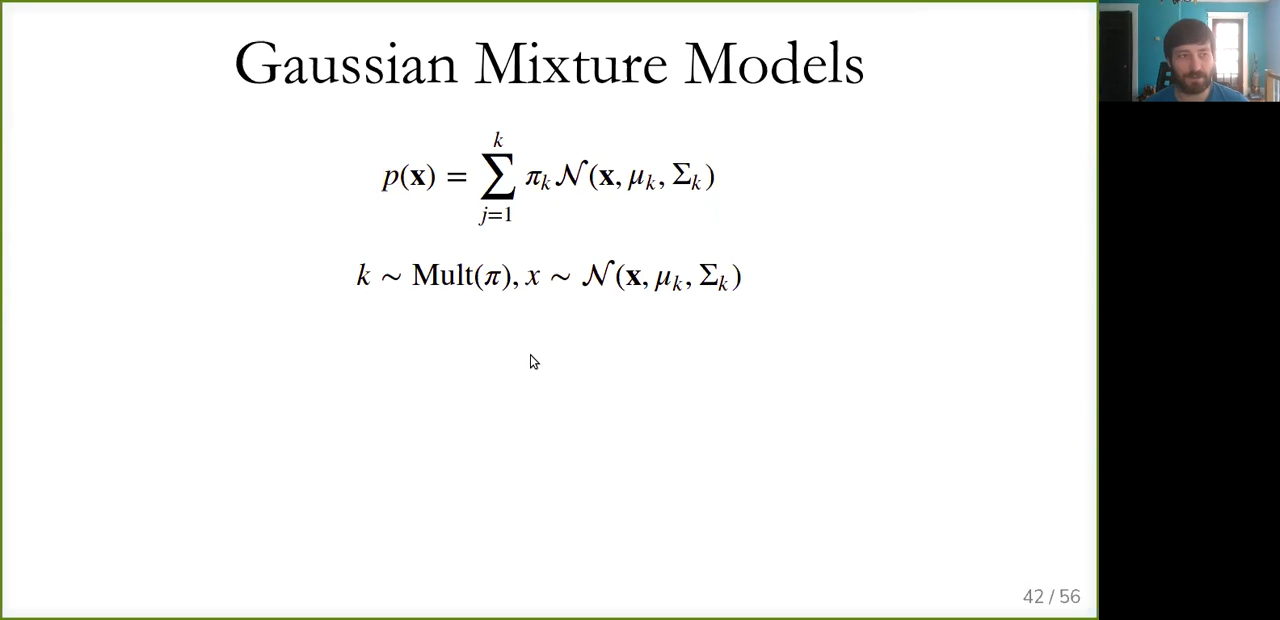 Gaussian Mixture Models
p(x) = ∑_{j=1}^{k} π_k 𝒩(x, μ_k, Σ_k)
k ∼ Mult(π), x ∼ 𝒩(x, μ_k, Σ_k)
42 / 56